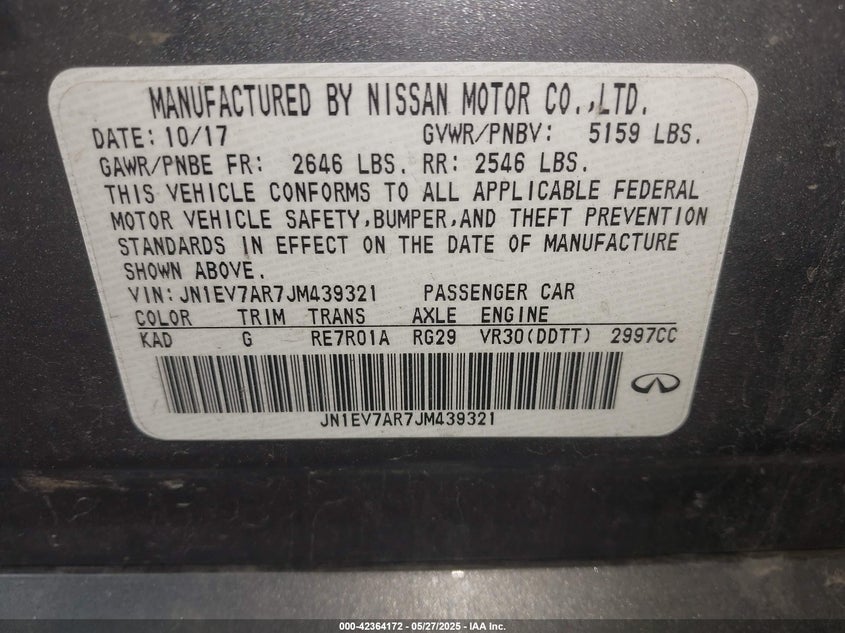 MANUFACTURED BY NISSAN MOTOR CO.,LTD.
DATE: 10/17 GVWR/PNBV: 5159 LBS.
GAWR/PNBE FR: 2646 LBS. RR: 2546 LBS.
THIS VEHICLE CONFORMS TO ALL APPLICABLE FEDERAL
MOTOR VEHICLE SAFETY,BUMPER,AND THEFT PREVENTION
STANDARDS IN EFFECT ON THE DATE OF MANUFACTURE
SHOWN ABOVE.
VIN: JN1EV7AR7JM439321 PASSENGER CAR
COLOR TRIM TRANS AXLE ENGINE
KAD G RE7R01A RG29 VR30(DDTT) 2997CC
JN1EV7AR7JM439321
000-42364172 — 05/27/2025 — IAA Inc.